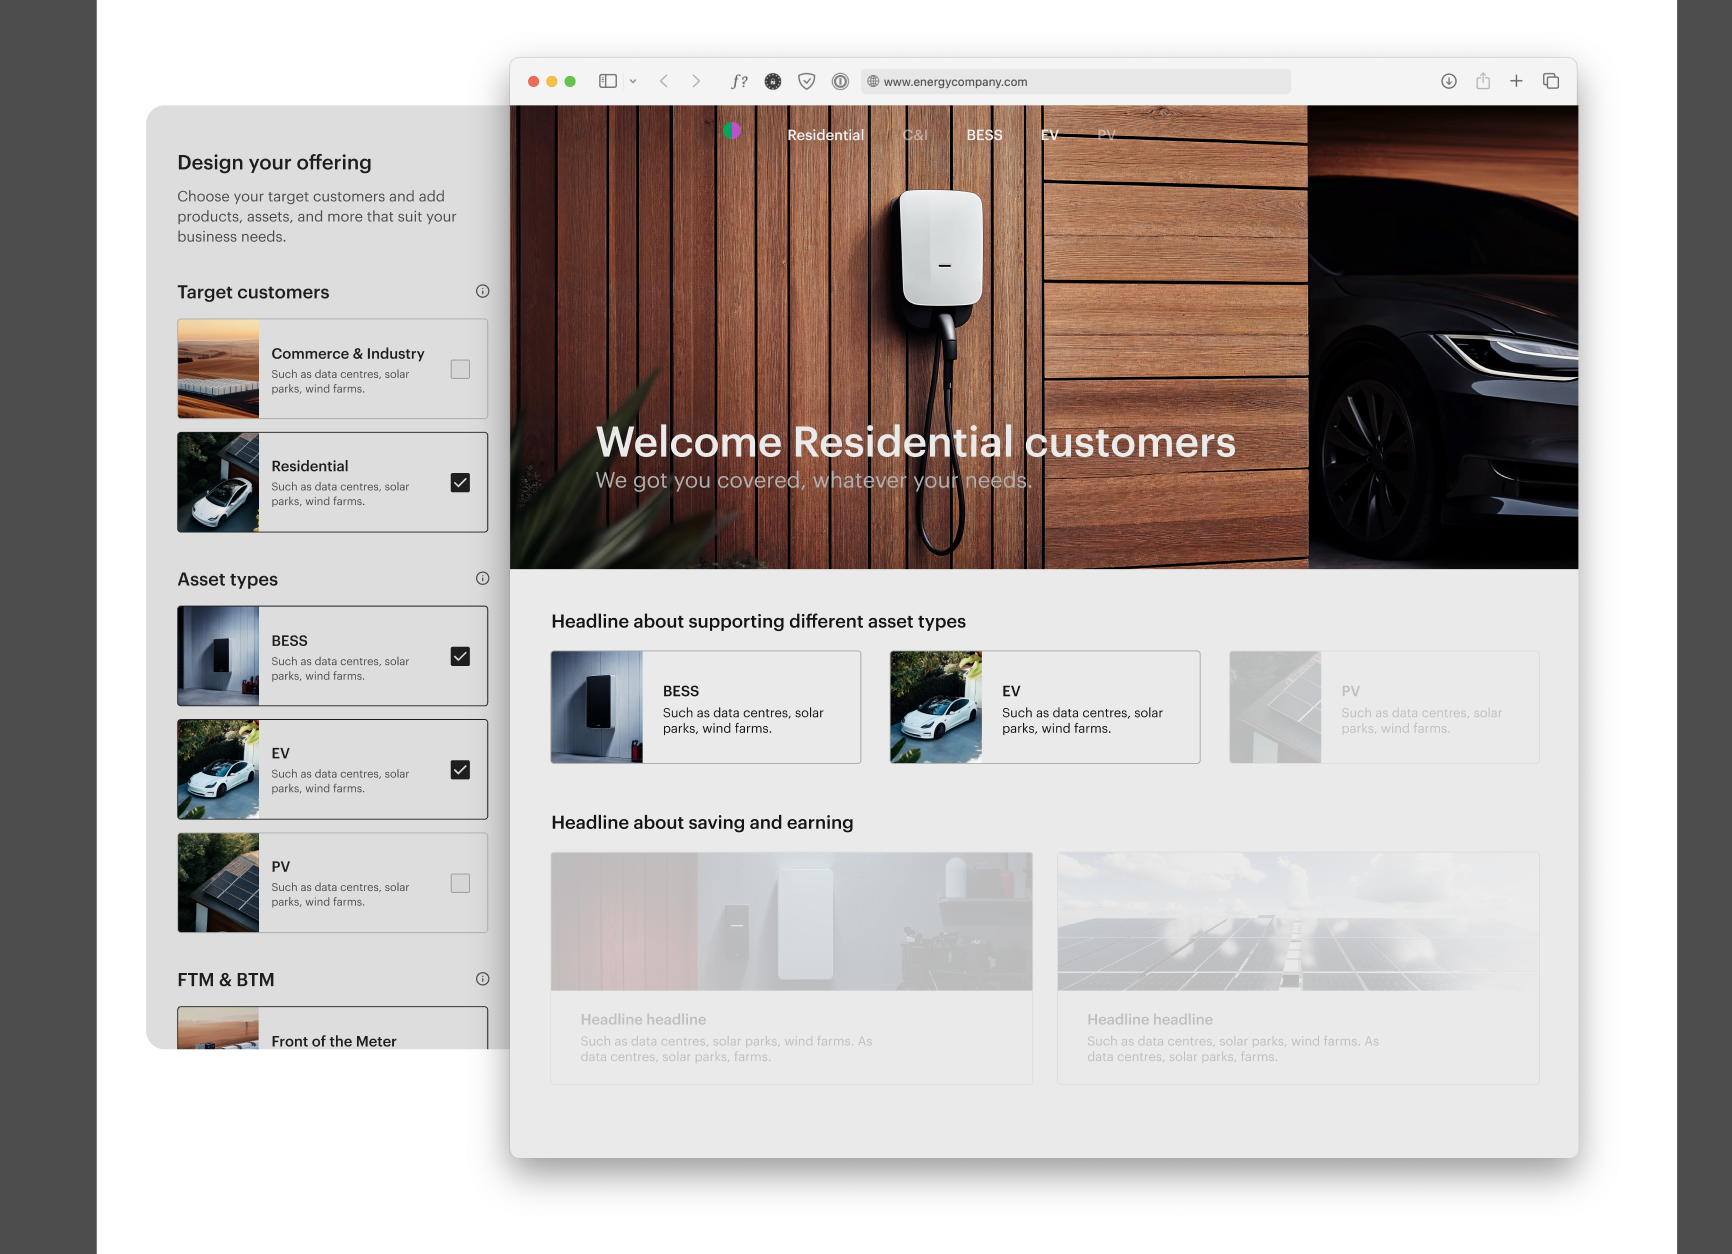 Design your offering
Choose your target customers and add
products, assets, and more that suit your
business needs.
Target customers
Commerce & Industry
Such as data centres, solar
parks, wind farms.
Residential
Such as data centres, solar
parks, wind farms.
Asset types
BESS
Such as data centres, solar
parks, wind farms.
EV
Such as data centres, solar
parks, wind farms.
PV
Such as data centres, solar
parks, wind farms.
FTM & BTM
Front of the Meter
f?
www.energycompany.com
Residential C&I BESS EV PV
Welcome Residential customers
We got you covered, whatever your needs.
Headline about supporting different asset types
BESS
Such as data centres, solar
parks, wind farms.
EV
Such as data centres, solar
parks, wind farms.
PV
Such as data centres, solar
parks, wind farms.
Headline about saving and earning
Headline headline
Such as data centres, solar parks, wind farms. As
data centres, solar parks, farms.
Headline headline
Such as data centres, solar parks, wind farms. As
data centres, solar parks, farms.